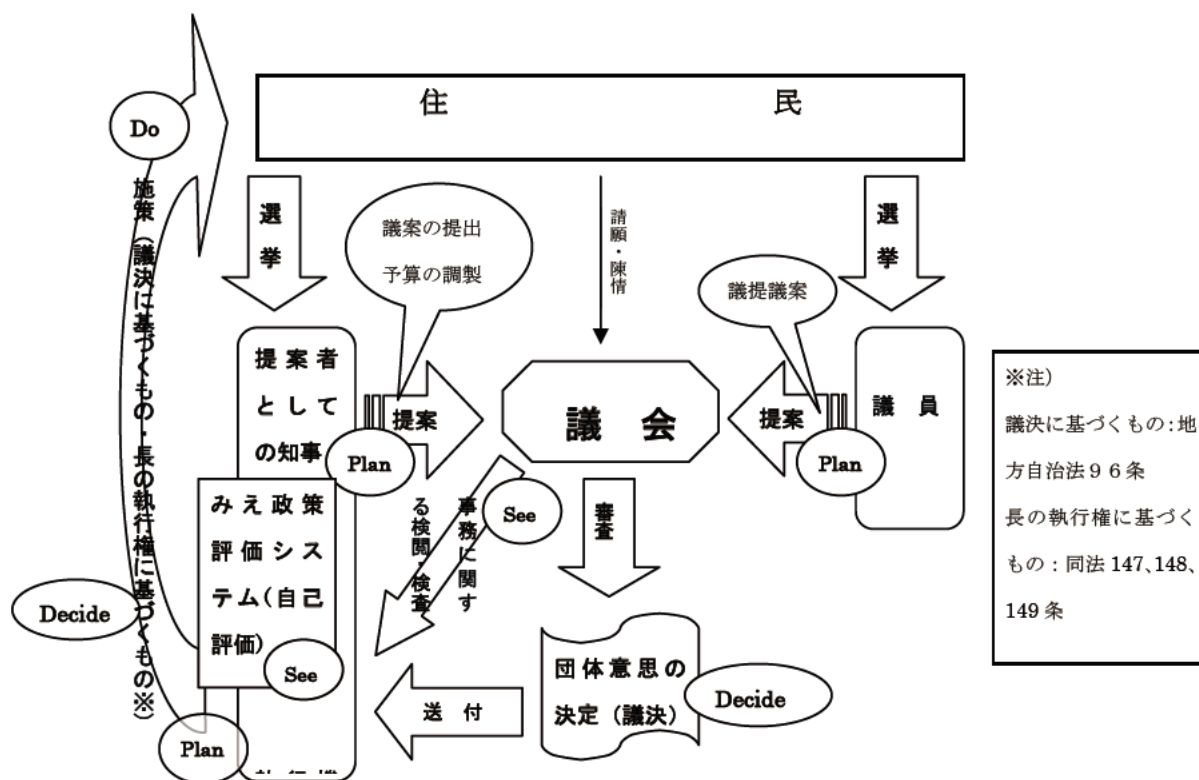 住 民
Do
施策（議決に基づくもの・長の執行権に基づくもの※）
選
挙
議案の提出
予算の調製
請願・陳情
議提議案
選
挙
提案者
として
の知事
提案
Plan
議 会
提案
Plan
議 員
※注）
議決に基づくもの：地
方自治法９６条
長の執行権に基づく
もの：同法 147、148、
149 条
みえ政策
評価シス
テム（自己
評価）
See
事務に関す
る検閲・検査
See
審査
Decide
団体意思の
決定（議決）
Decide
送 付
Plan